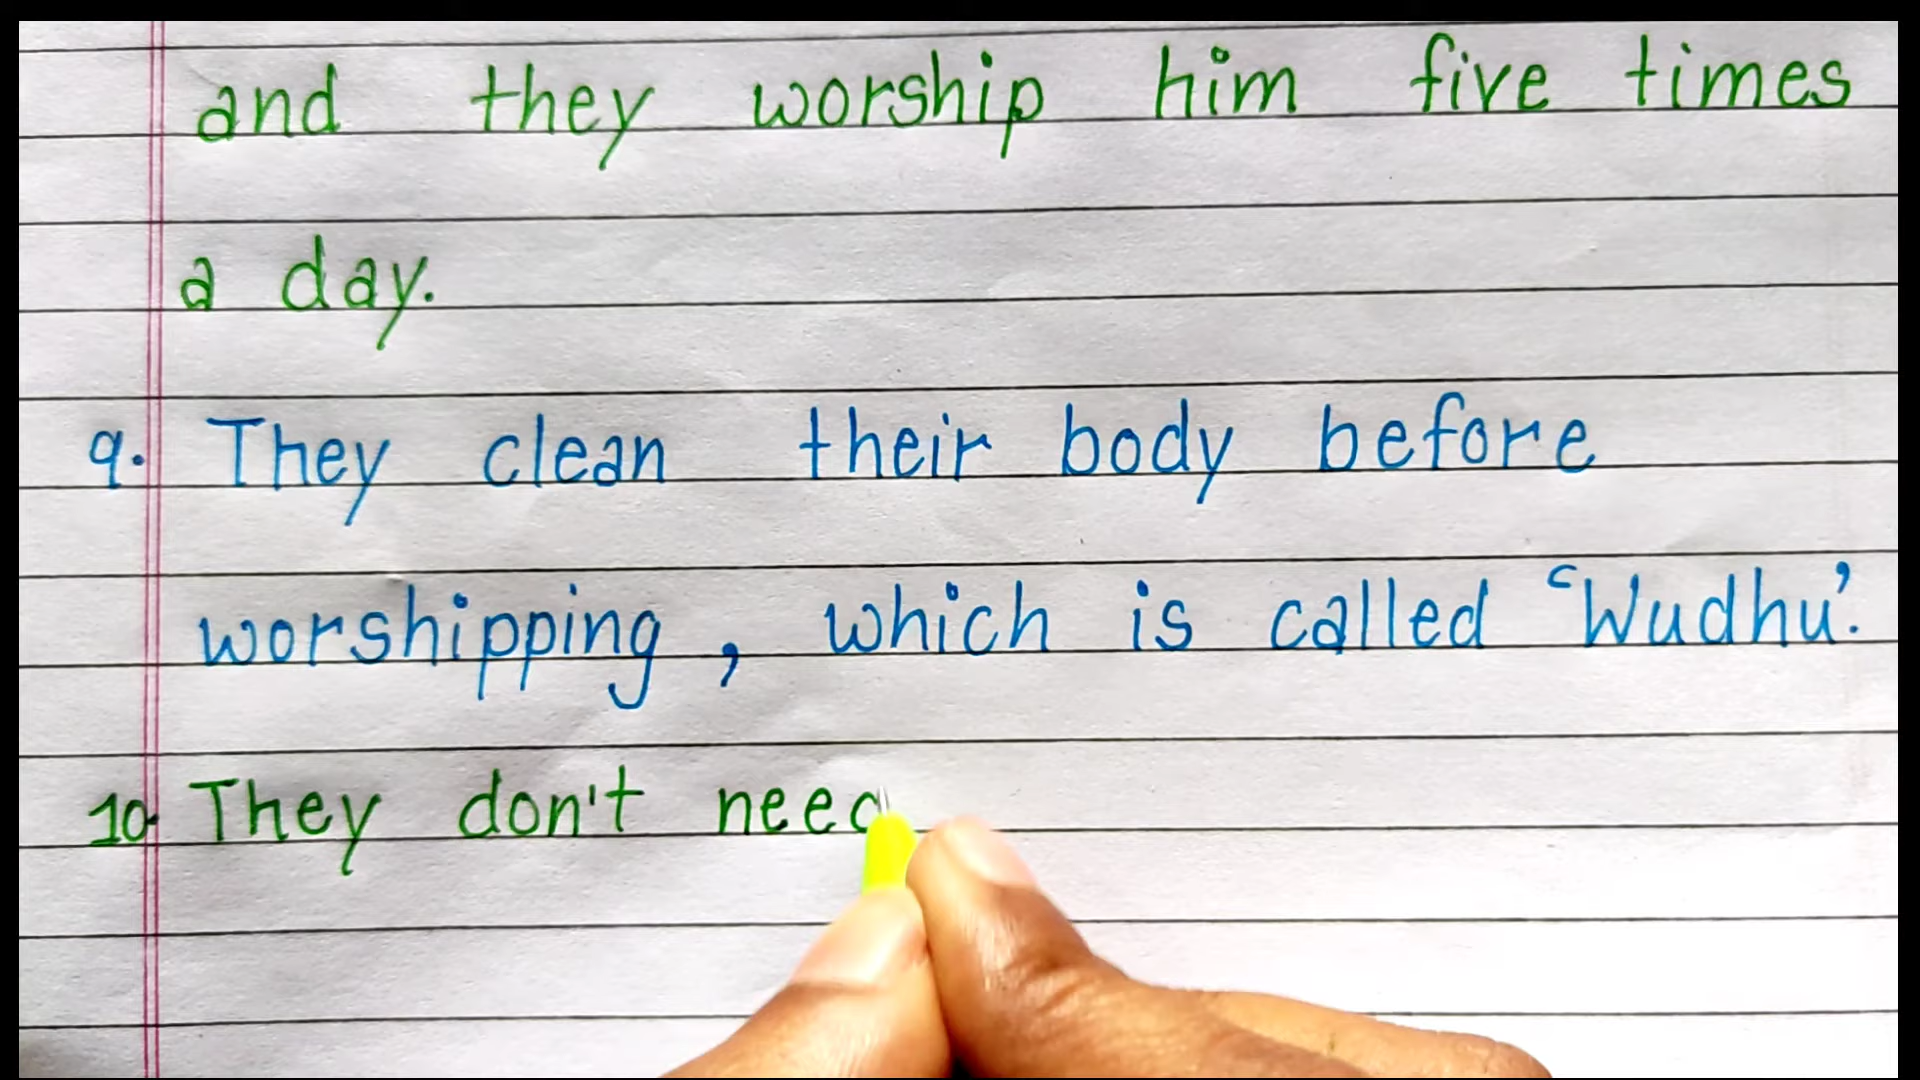 and they worship him five times
a day.
9. They clean their body before
worshipping, which is called ‘Wudhu’.
10. They don't need